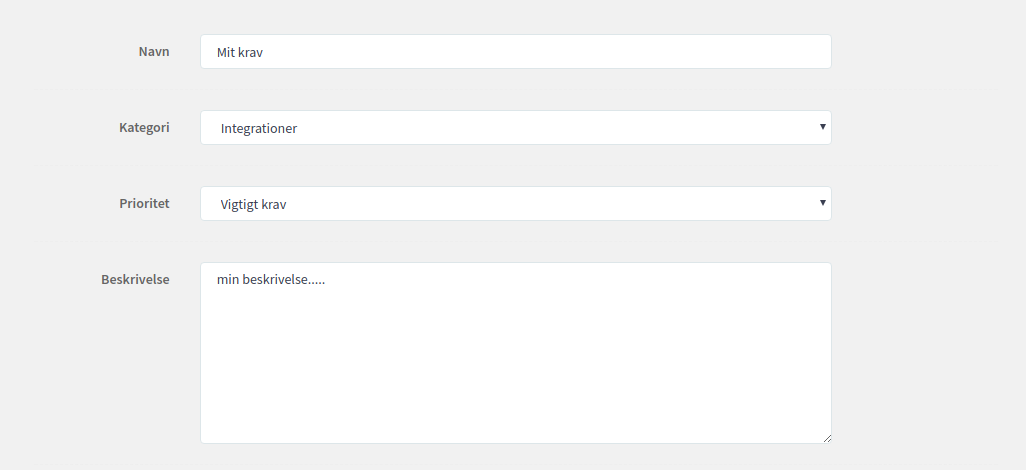 Navn Mit krav
Kategori Integrationer
Prioritet Vigtigt krav
Beskrivelse min beskrivelse.....